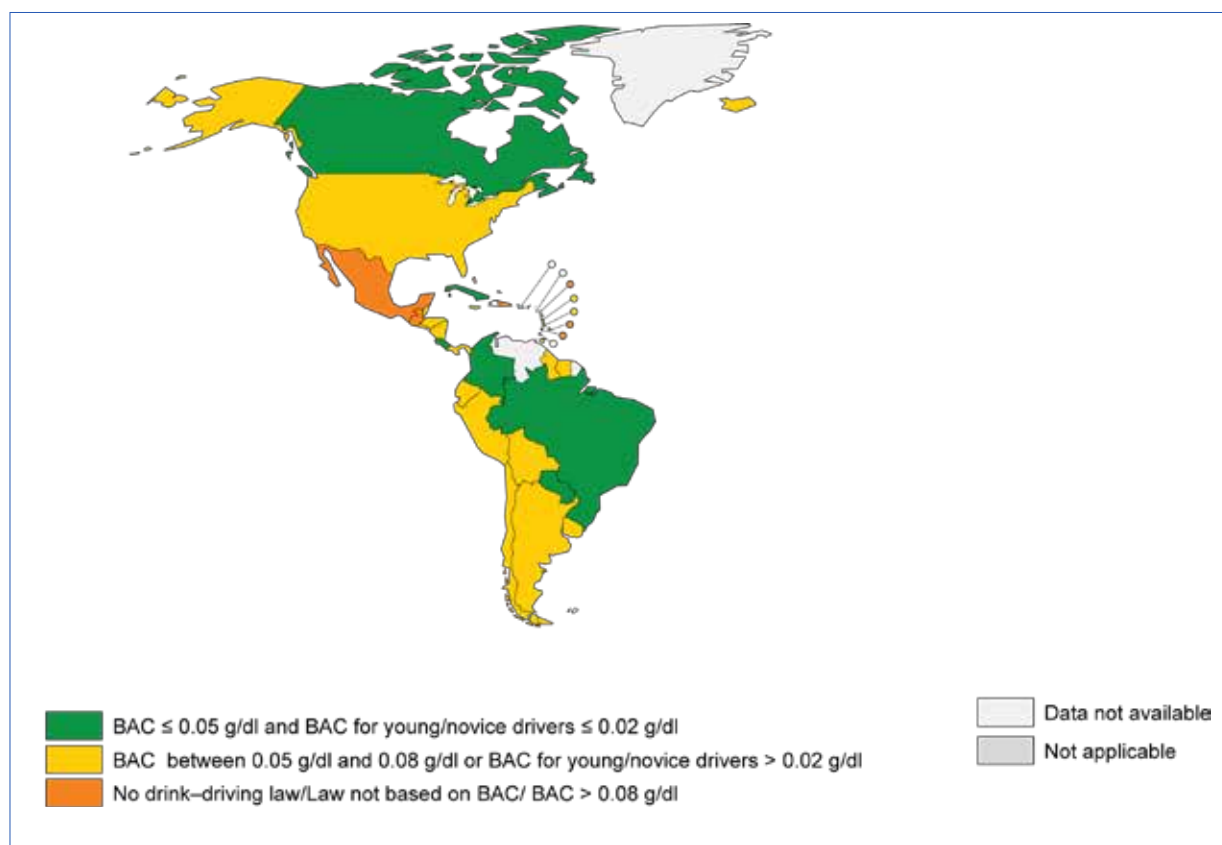 BAC ≤ 0.05 g/dl and BAC for young/novice drivers ≤ 0.02 g/dl
BAC between 0.05 g/dl and 0.08 g/dl or BAC for young/novice drivers > 0.02 g/dl
No drink–driving law/Law not based on BAC/ BAC > 0.08 g/dl
Data not available
Not applicable